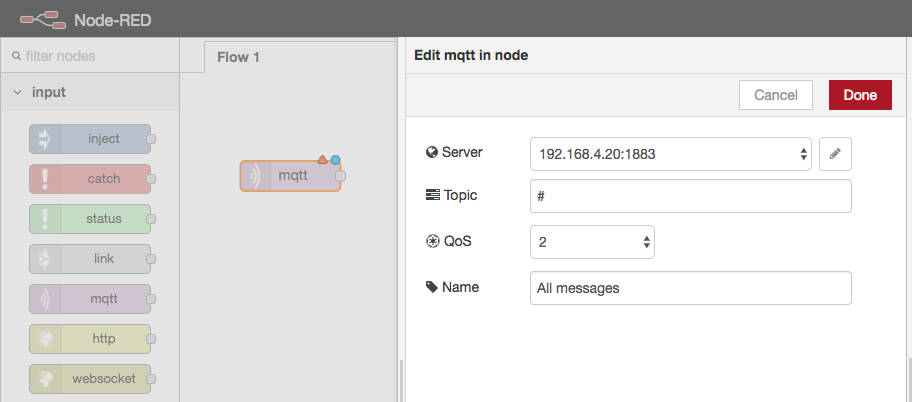 Node-RED
filter nodes
Flow 1
Edit mqtt in node
input
Cancel
Done
inject
catch
status
link
mqtt
http
websocket
mqtt
Server
192.168.4.20:1883
Topic
#
QoS
2
Name
All messages